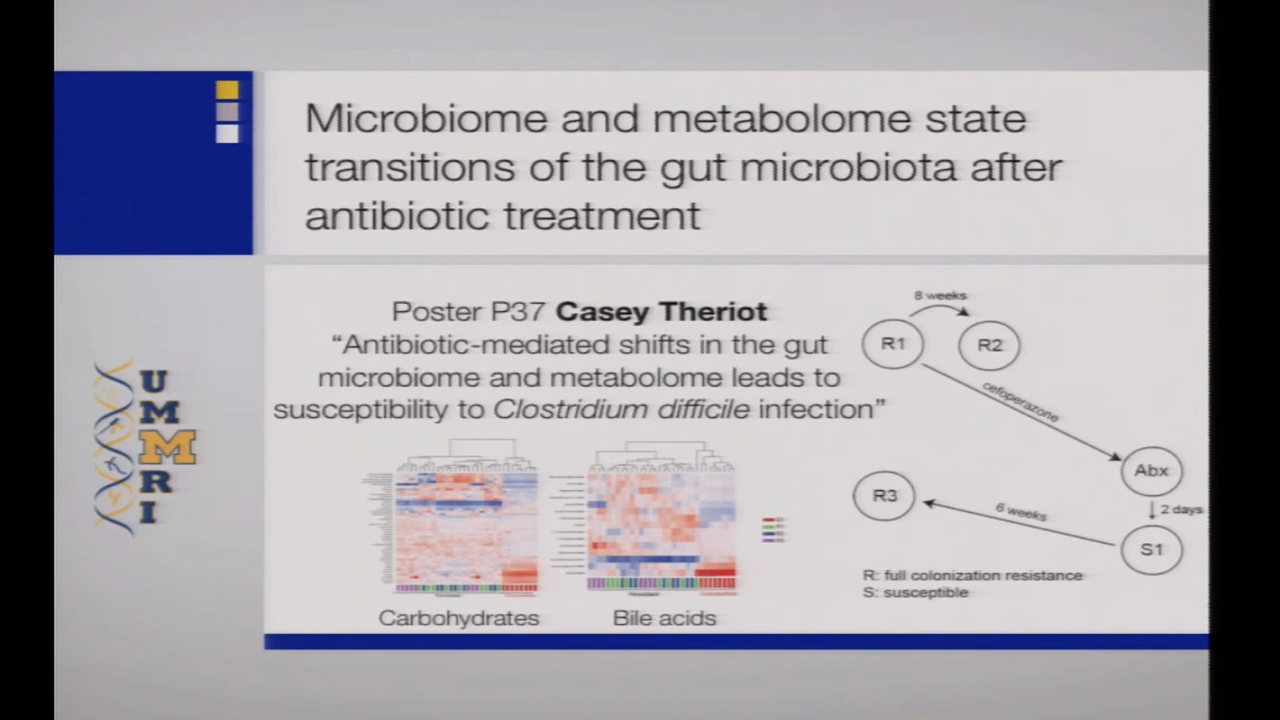 Microbiome and metabolome state
transitions of the gut microbiota after
antibiotic treatment
Poster P37 Casey Theriot
“Antibiotic-mediated shifts in the gut
microbiome and metabolome leads to
susceptibility to Clostridium difficile infection”
Carbohydrates
Bile acids
8 weeks
R1
R2
cefoperazone
Abx
2 days
R3
6 weeks
S1
R: full colonization resistance
S: susceptible
U
M
M
R
I